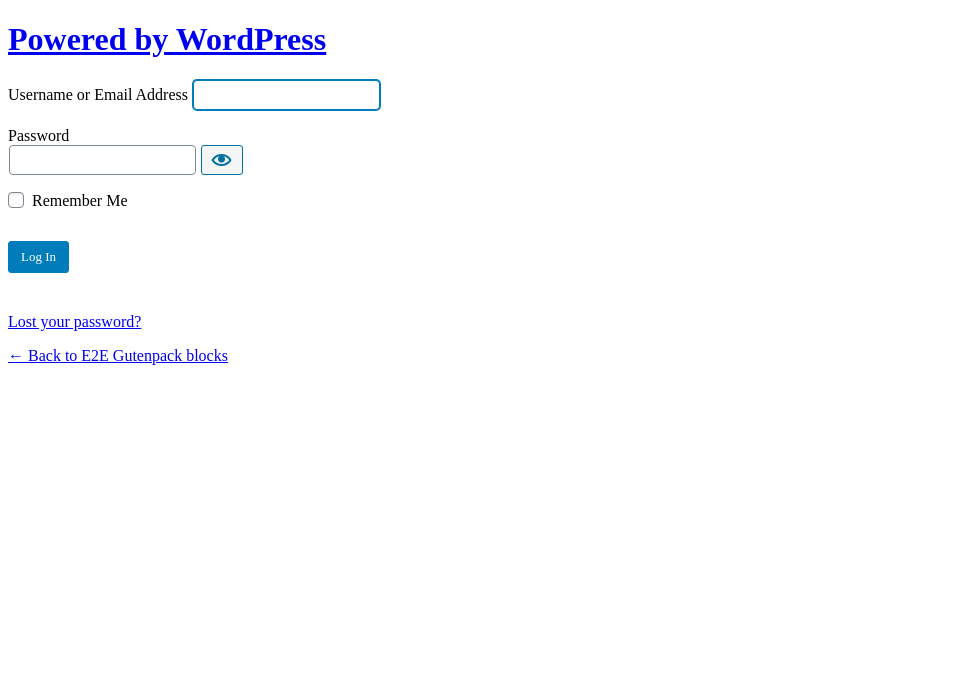 Powered by WordPress
Username or Email Address
Password
Remember Me
Log In
Lost your password?
← Back to E2E Gutenpack blocks